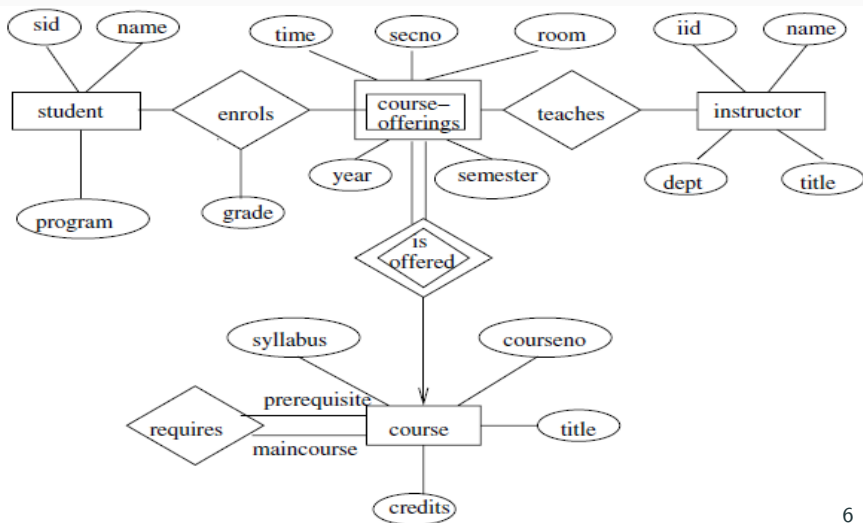 sid
name
time
secno
room
iid
name
student
enrols
course-
offerings
teaches
instructor
program
grade
year
semester
dept
title
is
offered
syllabus
courseno
prerequisite
requires
maincourse
course
title
credits
6